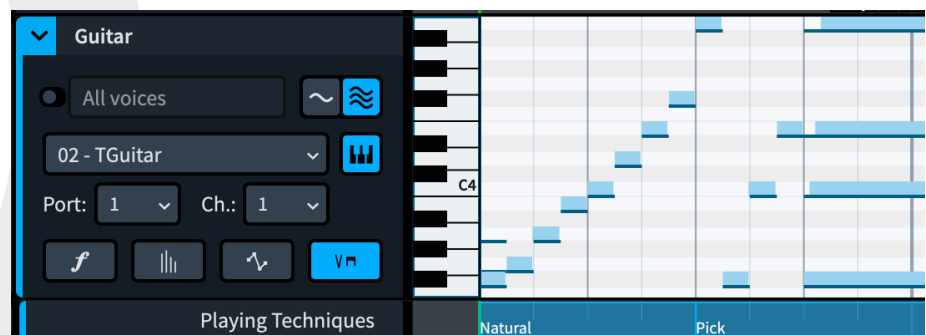 Guitar
All voices
02 - TGuitar
Port: 1 Ch.: 1
C4
f
Playing Techniques
Natural
Pick